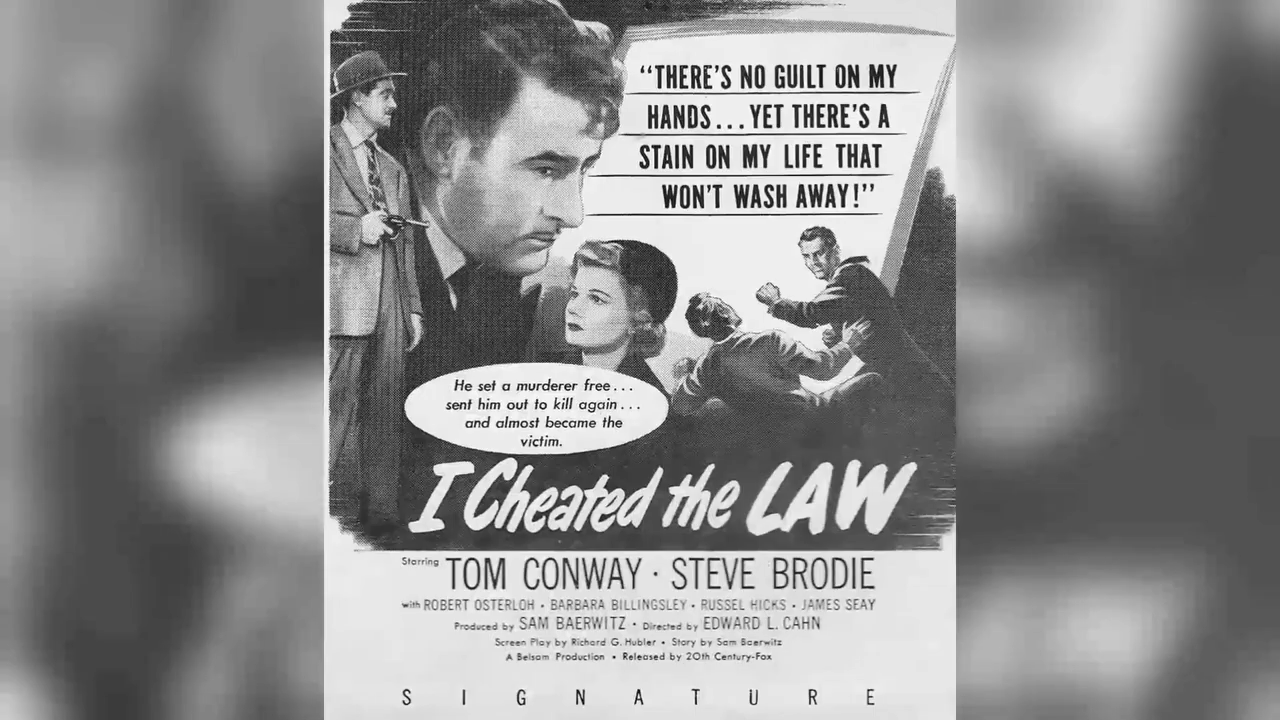 “THERE’S NO GUILT ON MY
HANDS...YET THERE’S A
STAIN ON MY LIFE THAT
WON’T WASH AWAY!”
He set a murderer free...
sent him out to kill again...
and almost became the
victim.
I Cheated the LAW
Starring TOM CONWAY · STEVE BRODIE
with ROBERT OSTERLOH • BARBARA BILLINGSLEY • RUSSEL HICKS • JAMES SEAY
Produced by SAM BAERWITZ • Directed by EDWARD L. CAHN
Screen Play by Richard G. Hubler • Story by Sam Baerwitz
A Belsam Production • Released by 20th Century-Fox
SIGNATURE